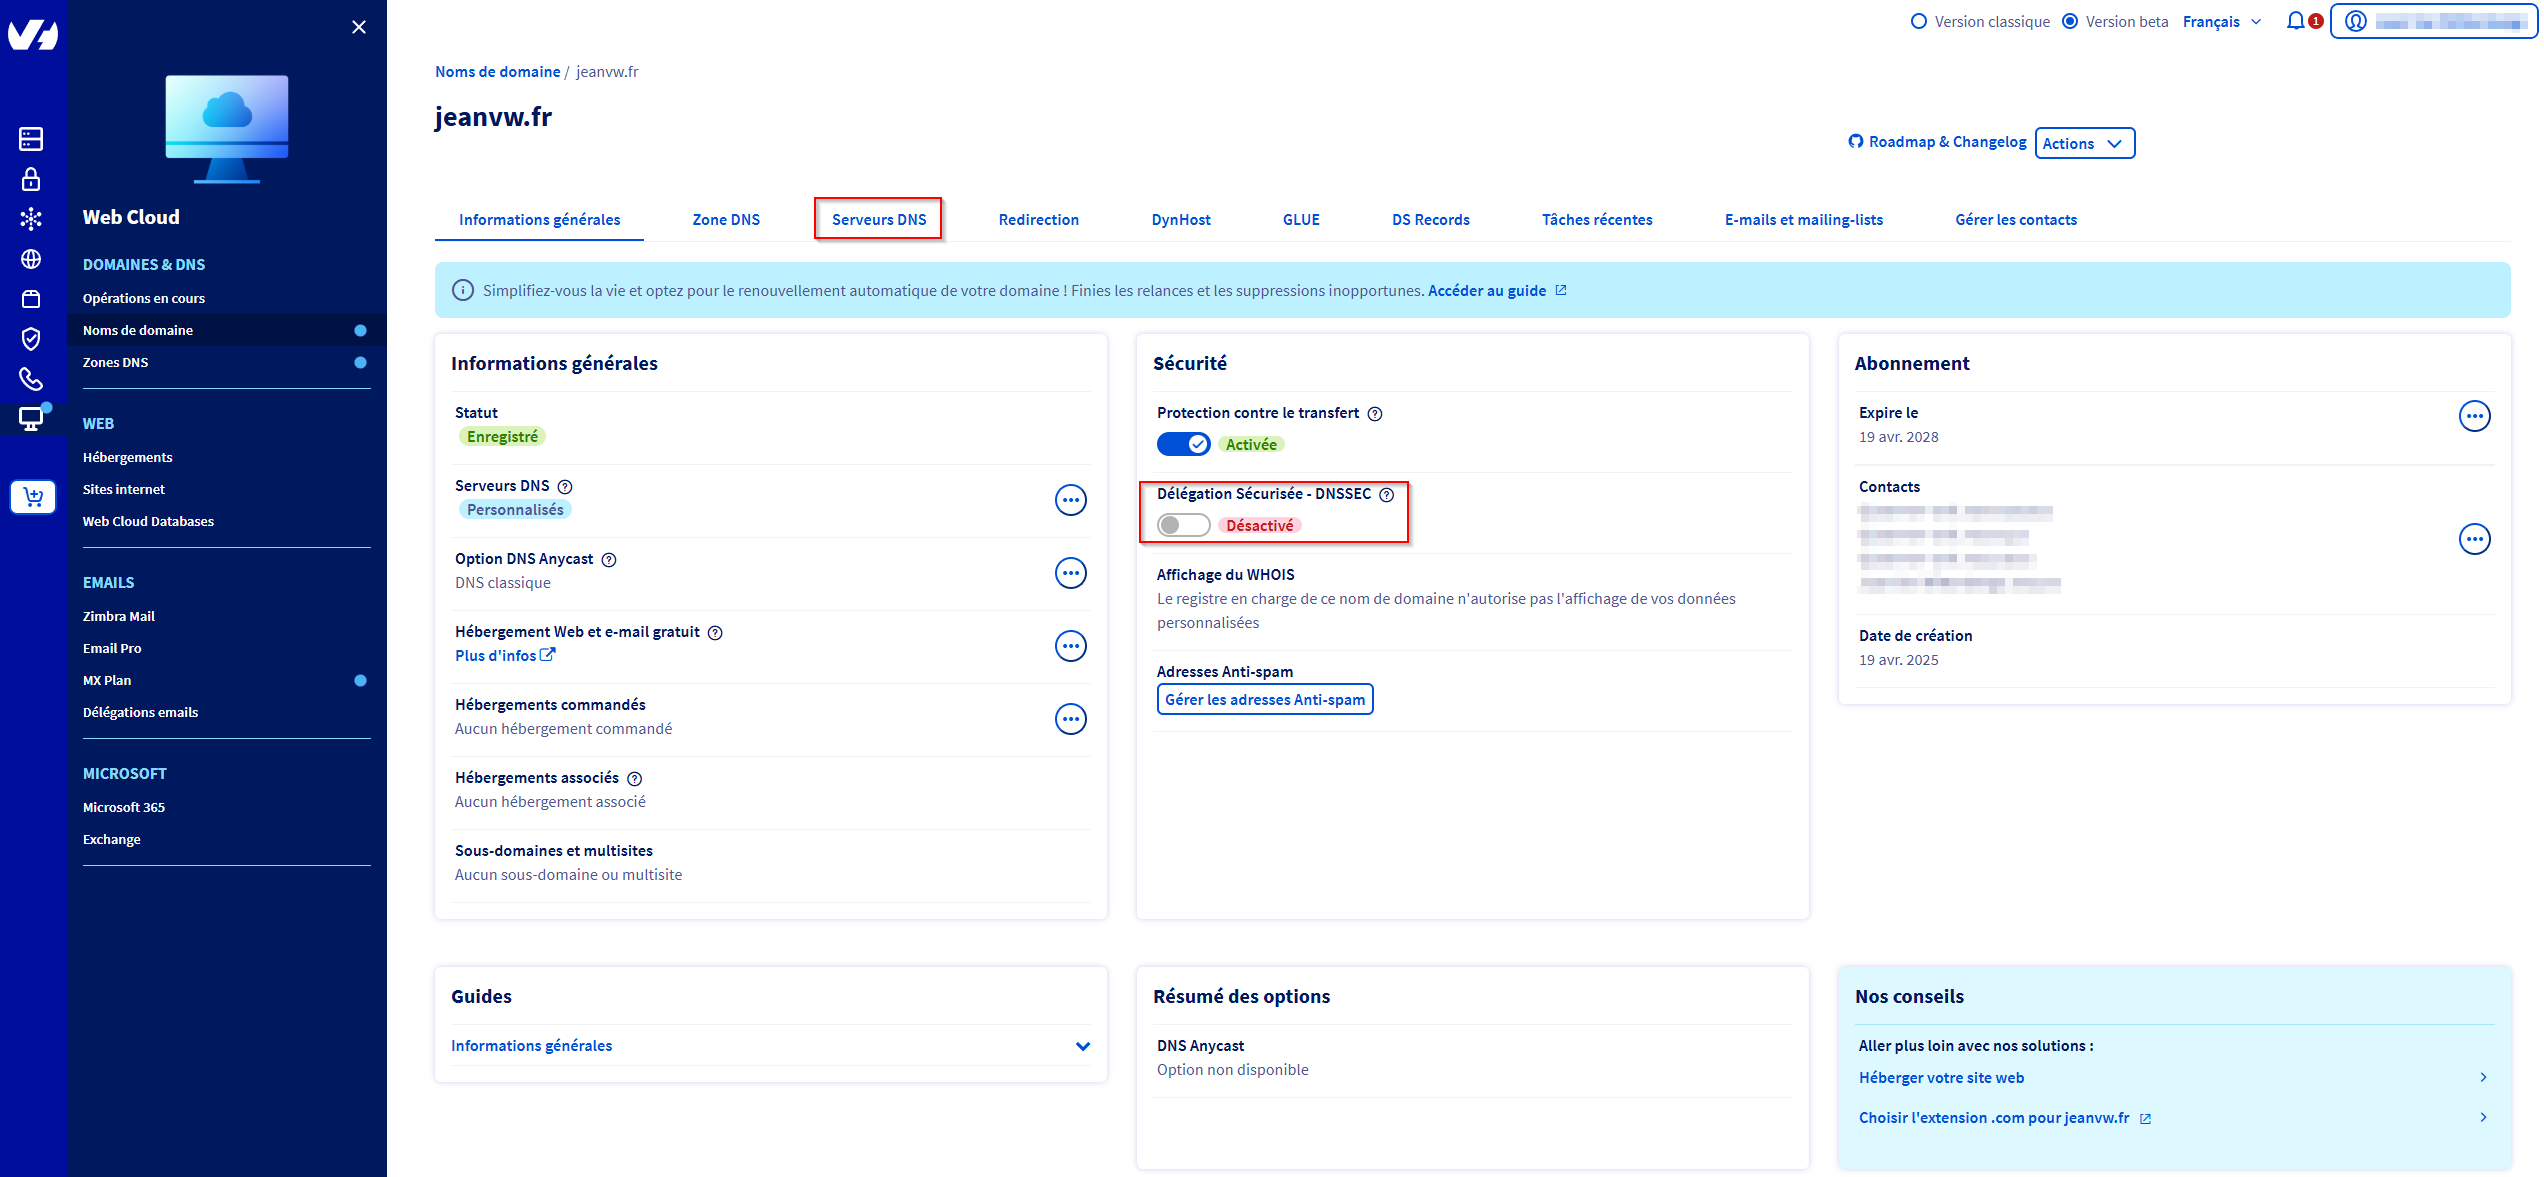 Version classique
Version beta
Français
1
Noms de domaine / jeanvw.fr
jeanvw.fr
Roadmap & Changelog
Actions
Web Cloud
DOMAINES & DNS
Opérations en cours
Noms de domaine
Zones DNS
WEB
Hébergements
Sites internet
Web Cloud Databases
EMAILS
Zimbra Mail
Email Pro
MX Plan
Délégations emails
MICROSOFT
Microsoft 365
Exchange
Informations générales
Zone DNS
Serveurs DNS
Redirection
DynHost
GLUE
DS Records
Tâches récentes
E-mails et mailing-lists
Gérer les contacts
Simplifiez-vous la vie et optez pour le renouvellement automatique de votre domaine ! Finies les relances et les suppressions inopportunes. Accéder au guide
Informations générales
Statut
Enregistré
Serveurs DNS
Personnalisés
Option DNS Anycast
DNS classique
Hébergement Web et e-mail gratuit
Plus d'infos
Hébergements commandés
Aucun hébergement commandé
Hébergements associés
Aucun hébergement associé
Sous-domaines et multisites
Aucun sous-domaine ou multisite
Sécurité
Protection contre le transfert
Activée
Délégation Sécurisée - DNSSEC
Désactivé
Affichage du WHOIS
Le registre en charge de ce nom de domaine n'autorise pas l'affichage de vos données
personnalisées
Adresses Anti-spam
Gérer les adresses Anti-spam
Abonnement
Expire le
19 avr. 2028
Contacts
Date de création
19 avr. 2025
Guides
Informations générales
Résumé des options
DNS Anycast
Option non disponible
Nos conseils
Aller plus loin avec nos solutions :
Héberger votre site web
Choisir l'extension .com pour jeanvw.fr